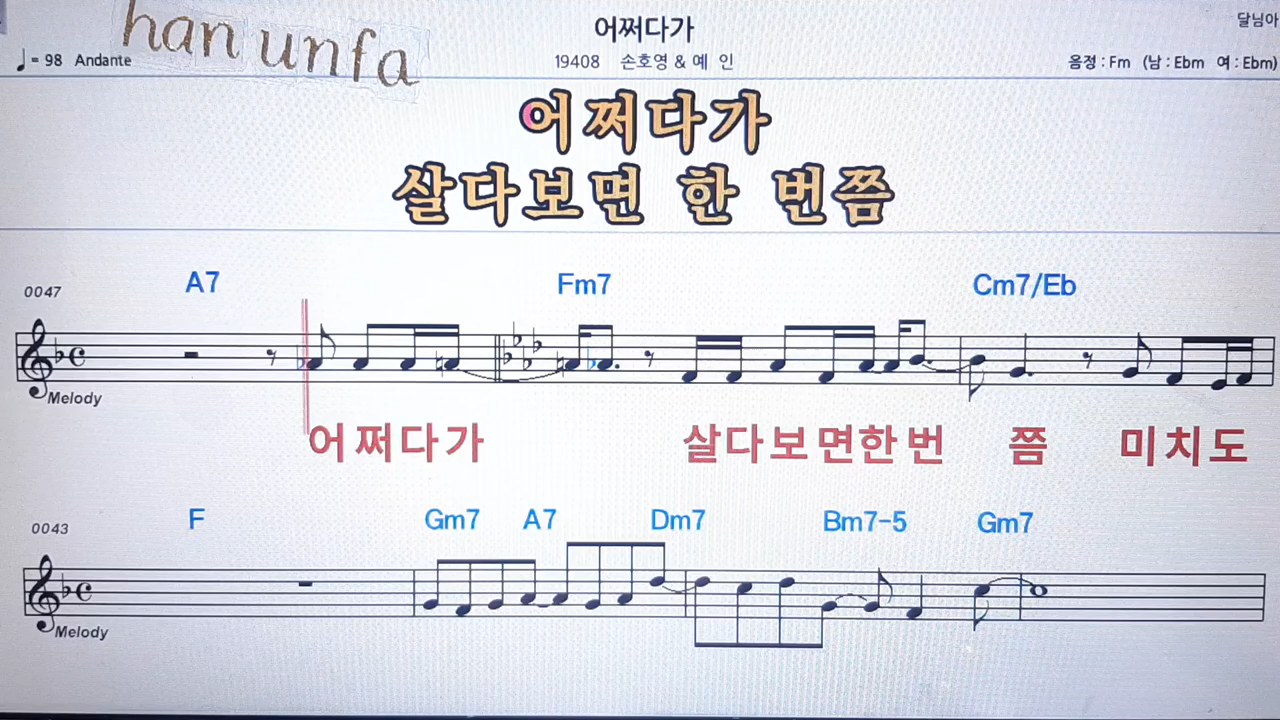 han unfa
어쩌다가
달님아
♩= 98 Andante
19408 손호영 & 예 인
음정 : Fm (남 : Ebm 여 : Ebm)
어쩌다가
살다보면 한 번쯤
0047
A7 Fm7 Cm7/Eb
Melody
어쩌다가 살다보면한번 쯤 미치도
0043
F Gm7 A7 Dm7 Bm7-5 Gm7
Melody